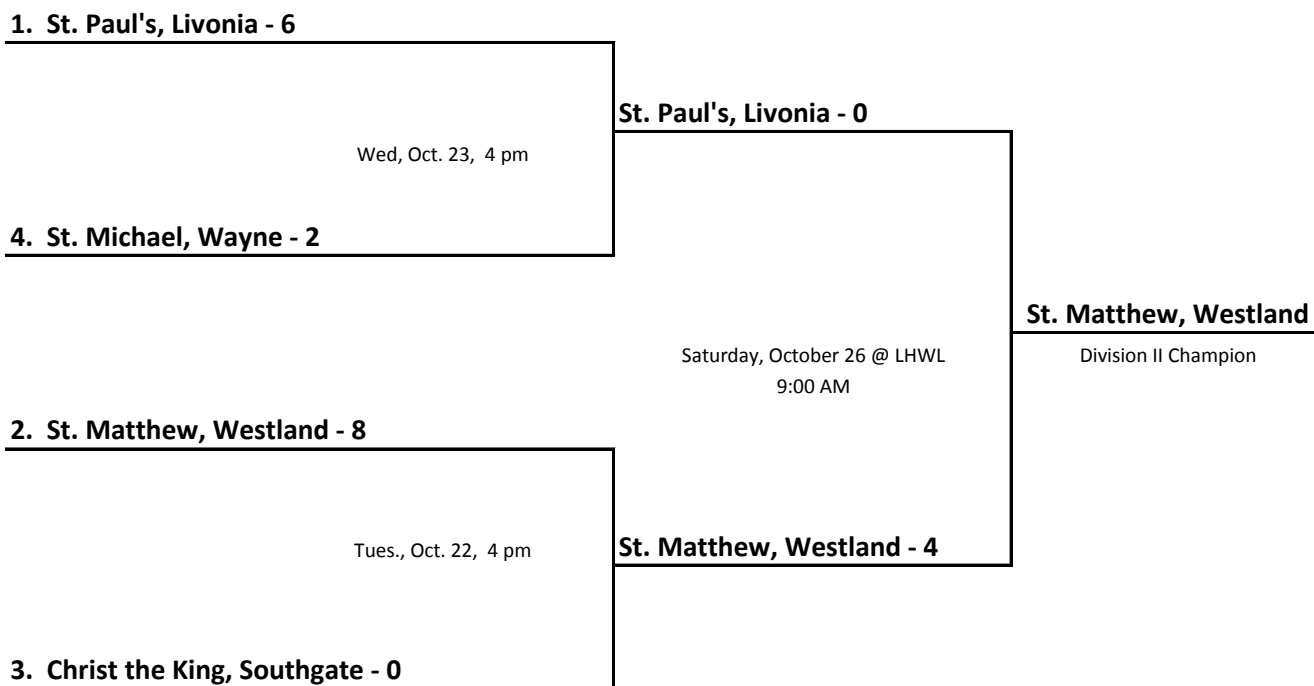 1. St. Paul's, Livonia - 6
St. Paul's, Livonia - 0
Wed, Oct. 23, 4 pm
4. St. Michael, Wayne - 2
St. Matthew, Westland
Saturday, October 26 @ LHWL
Division II Champion
9:00 AM
2. St. Matthew, Westland - 8
Tues., Oct. 22, 4 pm
St. Matthew, Westland - 4
3. Christ the King, Southgate - 0